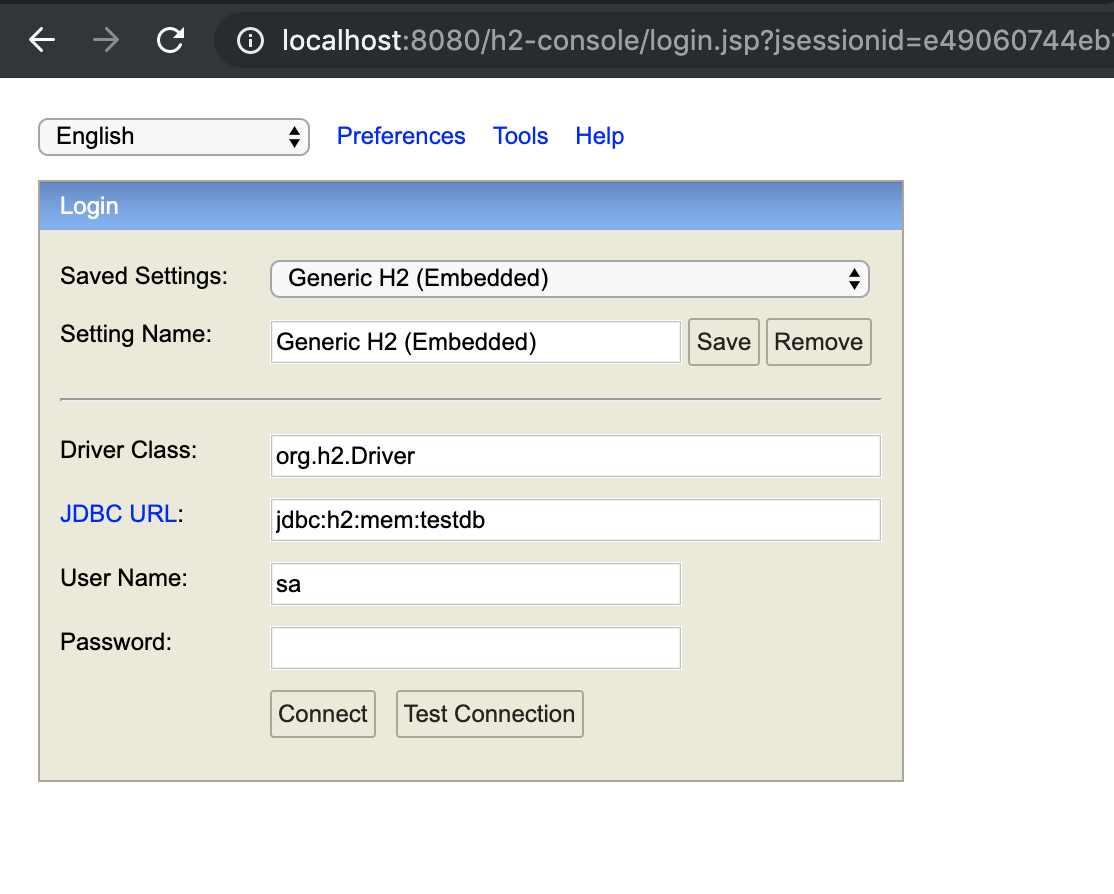 localhost:8080/h2-console/login.jsp?jsessionid=e49060744eb
English Preferences Tools Help
Login
Saved Settings: Generic H2 (Embedded)
Setting Name: Generic H2 (Embedded) Save Remove
Driver Class: org.h2.Driver
JDBC URL: jdbc:h2:mem:testdb
User Name: sa
Password:
Connect Test Connection